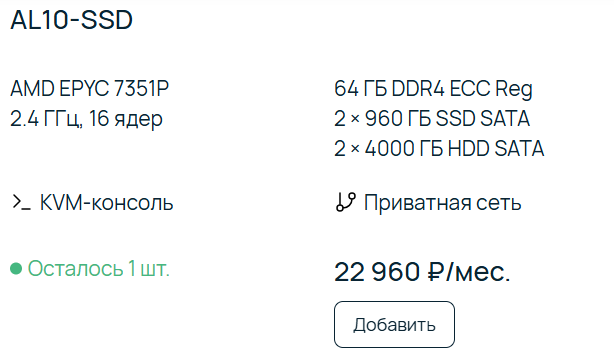 AL10-SSD
AMD EPYC 7351P
2.4 ГГц, 16 ядер
64 ГБ DDR4 ECC Reg
2 × 960 ГБ SSD SATA
2 × 4000 ГБ HDD SATA
KVM-консоль
Приватная сеть
Осталось 1 шт.
22 960 ₽/мес.
Добавить